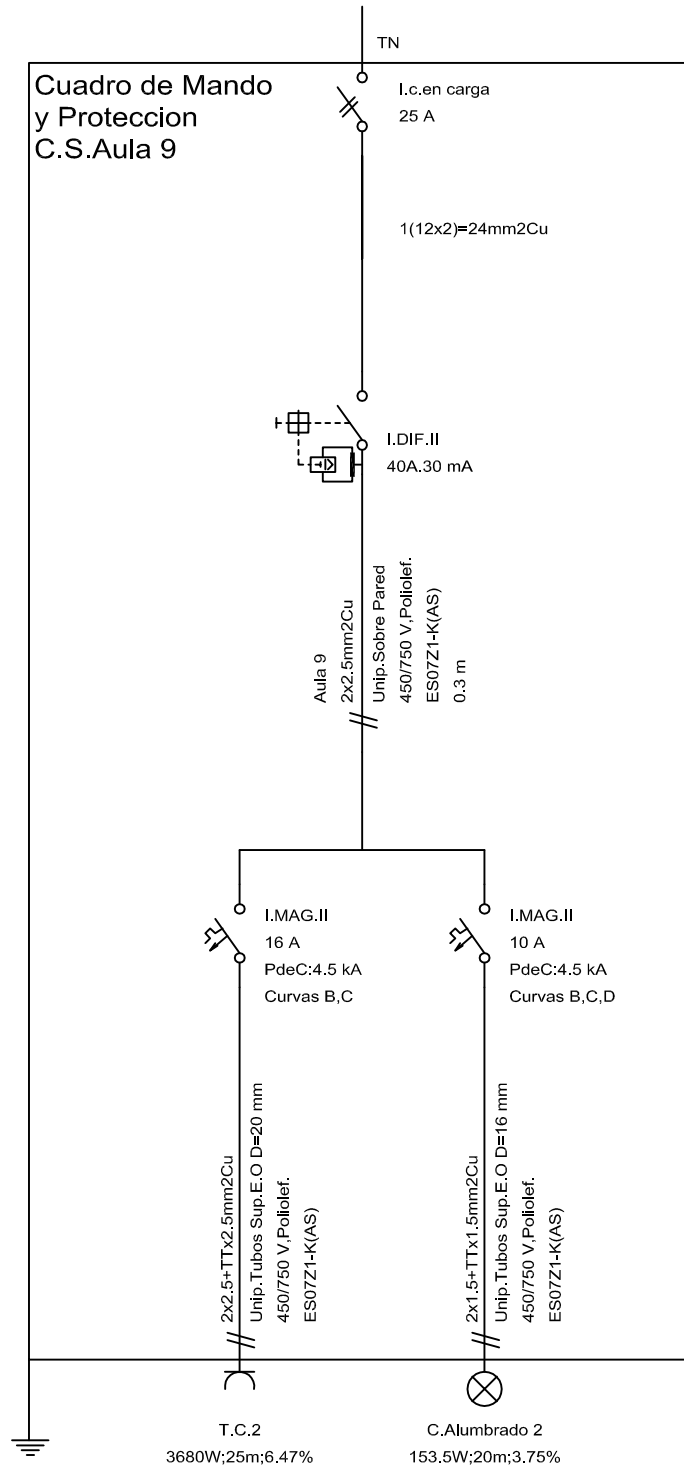 TN
Cuadro de Mando
y Proteccion
C.S.Aula 9
I.c.en carga
25 A
1(12x2)=24mm2Cu
I.DIF.II
40A.30 mA
Aula 9
2x2.5mm2Cu
Unip.Sobre Pared
450/750 V,Poliolef.
ES07Z1-K(AS)
0.3 m
I.MAG.II
16 A
PdeC:4.5 kA
Curvas B,C
I.MAG.II
10 A
PdeC:4.5 kA
Curvas B,C,D
2x2.5+TTx2.5mm2Cu
Unip.Tubos Sup.E.O D=20 mm
450/750 V,Poliolef.
ES07Z1-K(AS)
2x1.5+TTx1.5mm2Cu
Unip.Tubos Sup.E.O D=16 mm
450/750 V,Poliolef.
ES07Z1-K(AS)
T.C.2
3680W;25m;6.47%
C.Alumbrado 2
153.5W;20m;3.75%